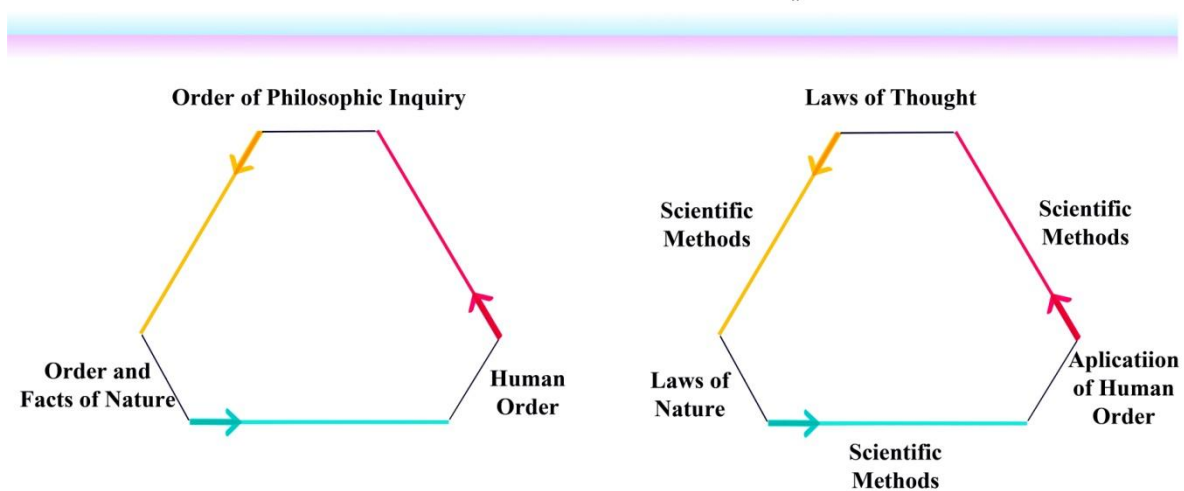 Order of Philosophic Inquiry
Order and
Facts of Nature
Human
Order
Laws of Thought
Scientific
Methods
Scientific
Methods
Laws of
Nature
Aplicatiion
of Human
Order
Scientific
Methods